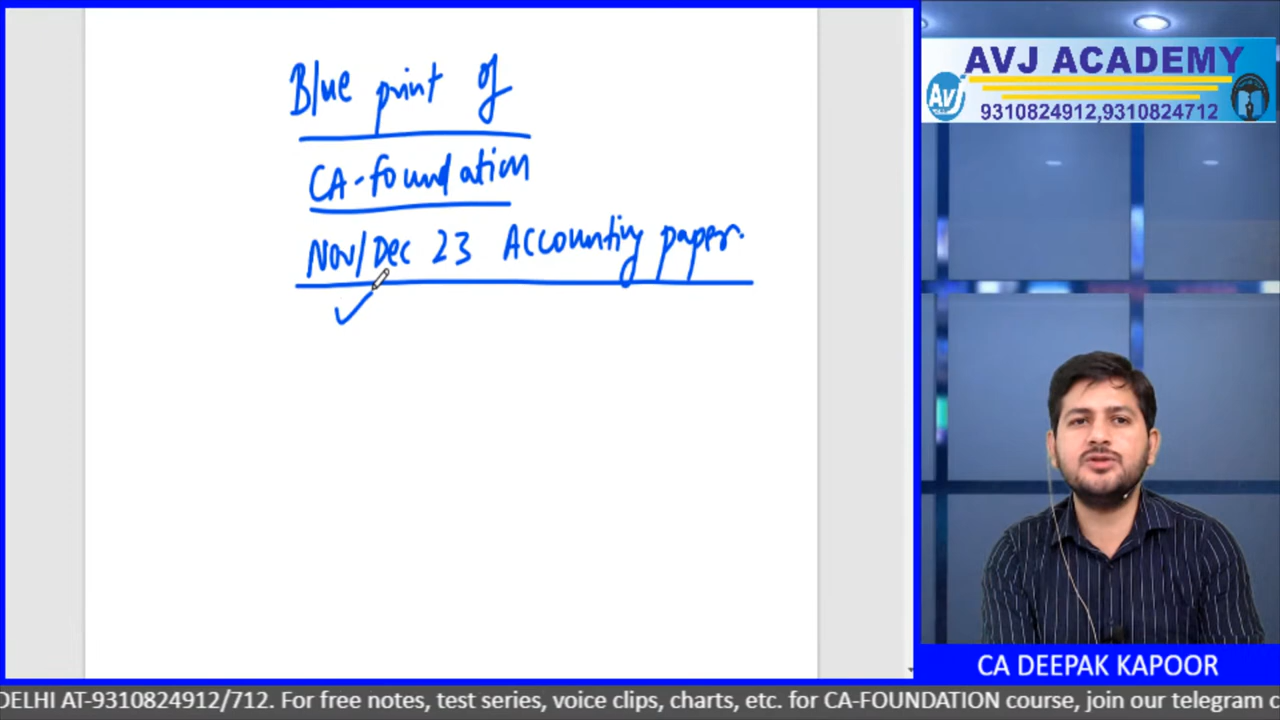 Blue print of
CA-foundation
Nov/Dec 23 Accounting paper.
AVJ ACADEMY
AVJ
9310824912,9310824712
CA DEEPAK KAPOOR
DELHI AT-9310824912/712. For free notes, test series, voice clips, charts, etc. for CA-FOUNDATION course, join our telegram c